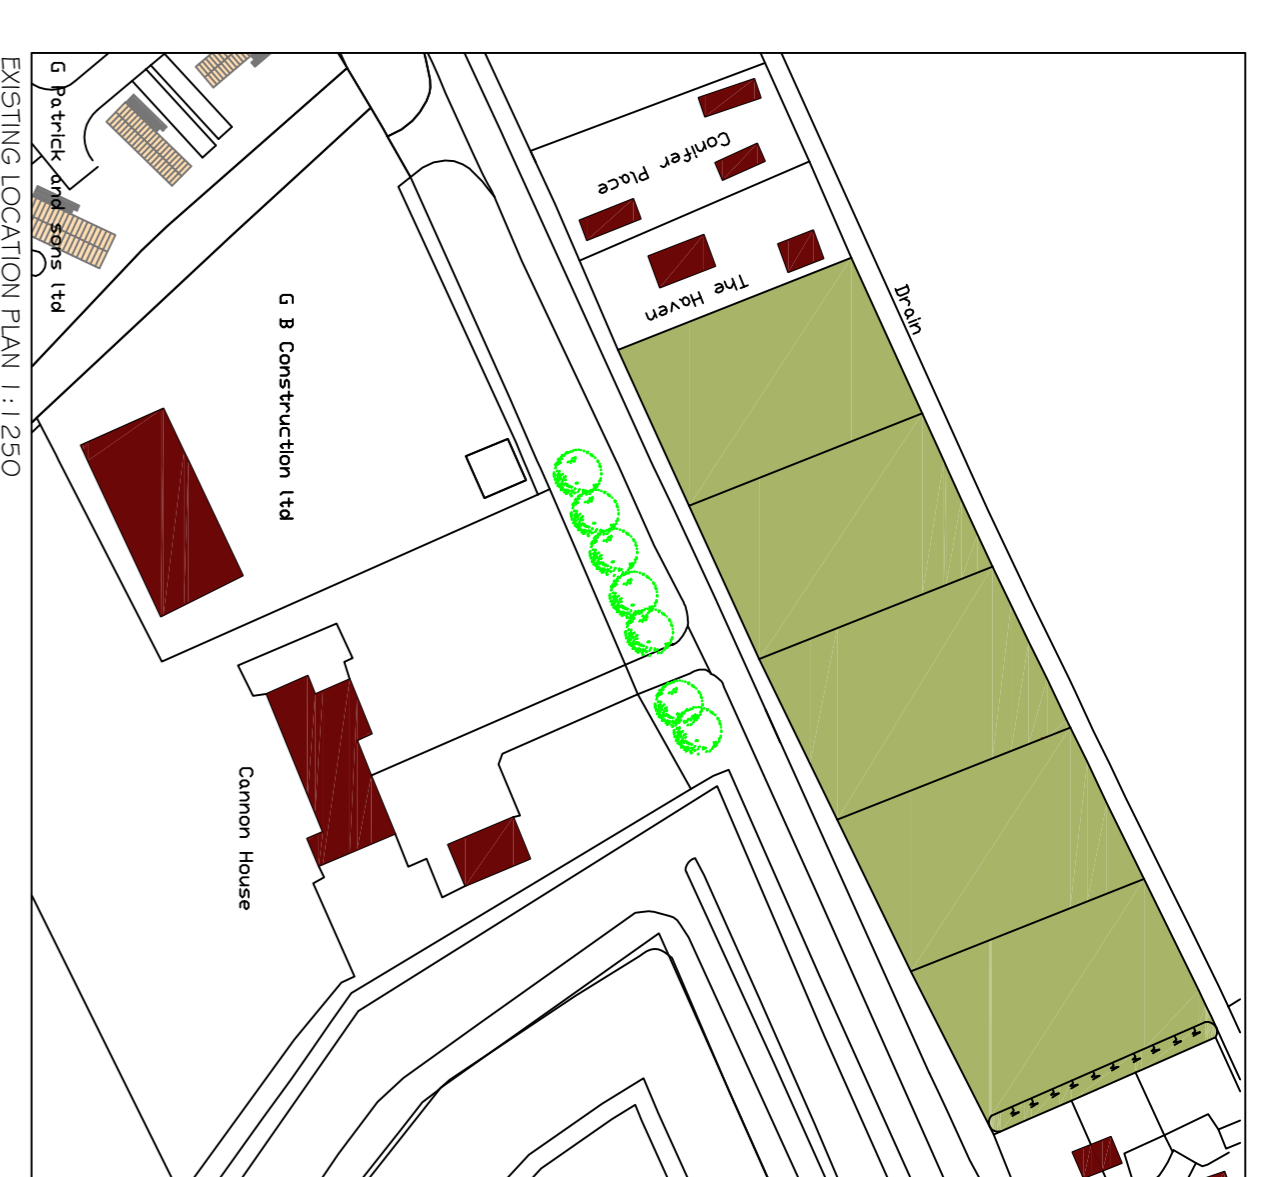 EXISTING LOCATION PLAN 1:1250
G Patrick and sons ltd
G B Construction ltd
Cannon House
Conifer Place
The Haven
Drain